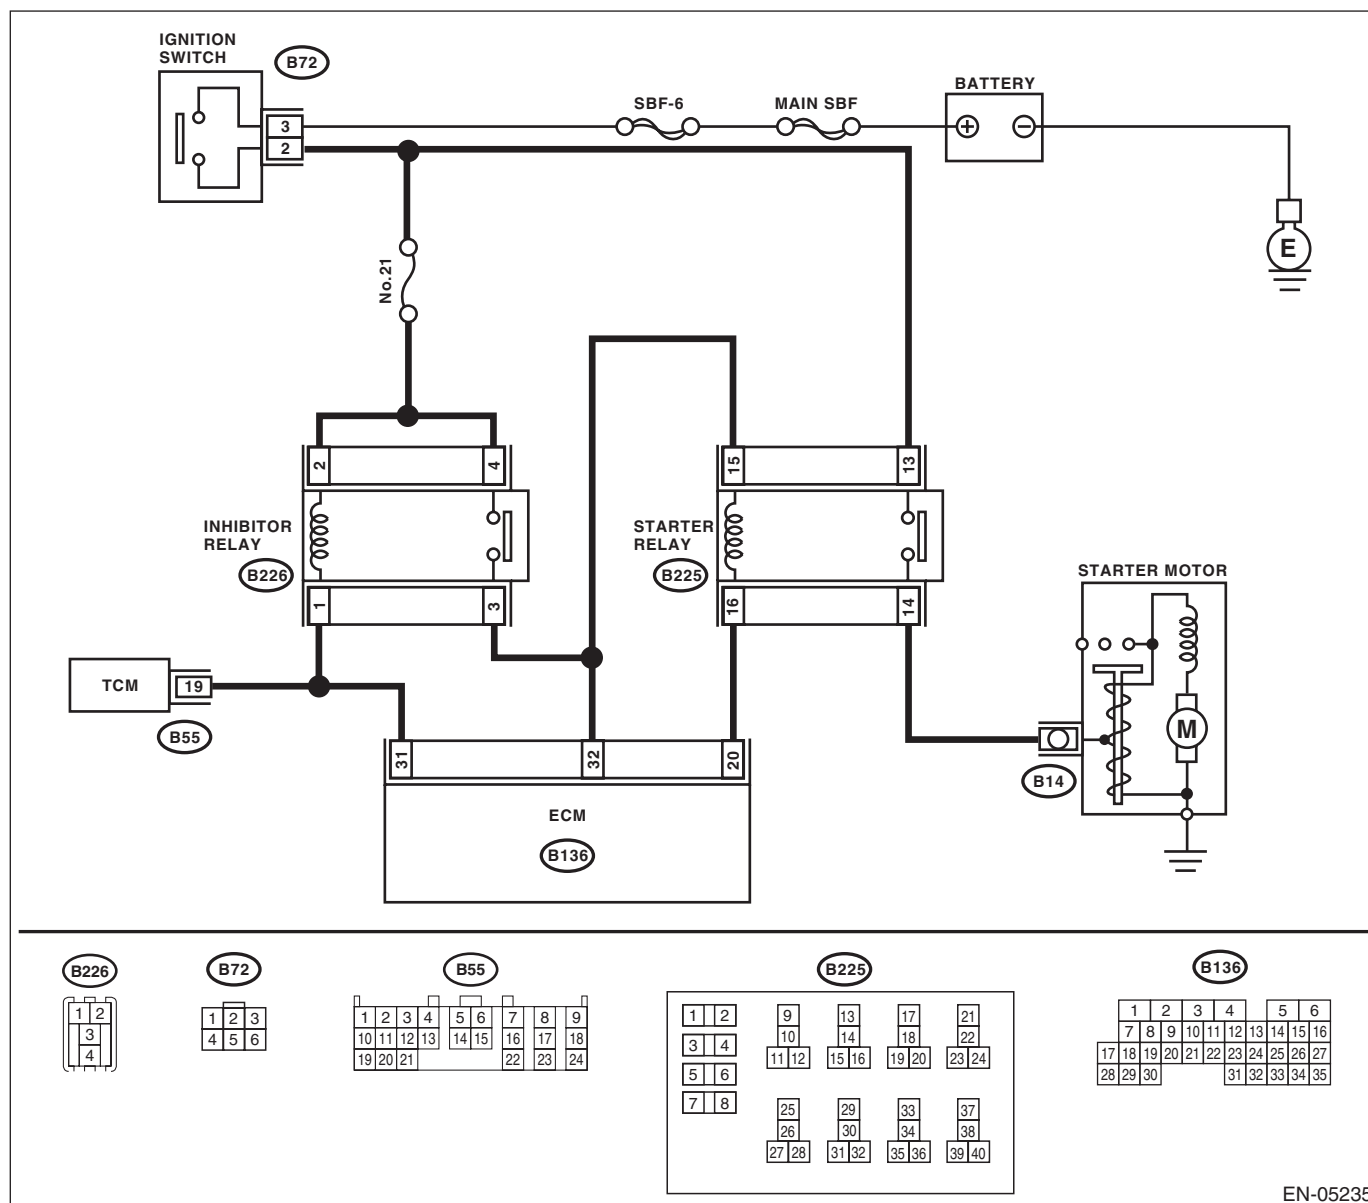 IGNITION
SWITCH
B72
3
2
SBF-6
MAIN SBF
BATTERY
+
−
E
No.21
2
4
15
13
INHIBITOR
RELAY
B226
STARTER
RELAY
B225
1
3
16
14
STARTER MOTOR
M
B14
TCM
19
B55
31
32
20
ECM
B136
B226
1 2
3
4
B72
1 2 3
4 5 6
B55
1 2 3 4 5 6 7 8 9
10 11 12 13 14 15 16 17 18
19 20 21 22 23 24
B225
1 2
3 4
5 6
7 8
9 13 17 21
10 14 18 22
11 12 15 16 19 20 23 24
25 29 33 37
26 30 34 38
27 28 31 32 35 36 39 40
B136
1 2 3 4 5 6
7 8 9 10 11 12 13 14 15 16
17 18 19 20 21 22 23 24 25 26 27
28 29 30 31 32 33 34 35
EN-05235